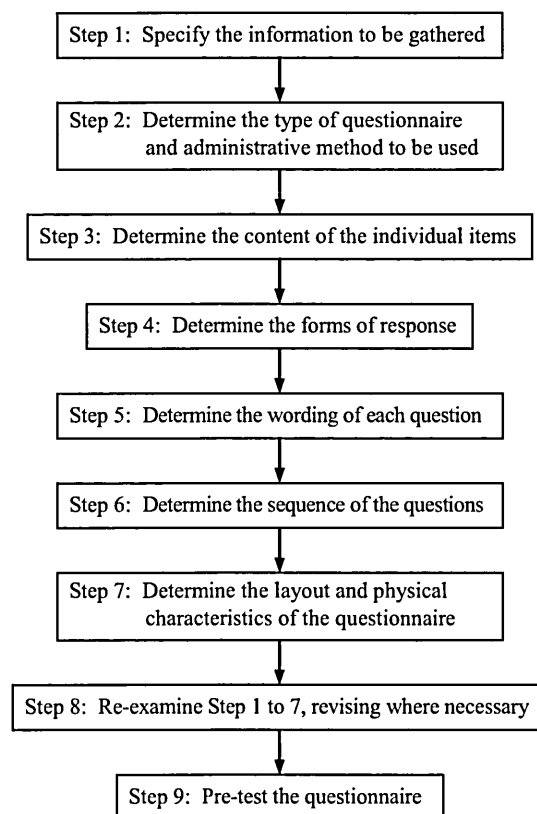 Step 1: Specify the information to be gathered
Step 2: Determine the type of questionnaire
and administrative method to be used
Step 3: Determine the content of the individual items
Step 4: Determine the forms of response
Step 5: Determine the wording of each question
Step 6: Determine the sequence of the questions
Step 7: Determine the layout and physical
characteristics of the questionnaire
Step 8: Re-examine Step 1 to 7, revising where necessary
Step 9: Pre-test the questionnaire